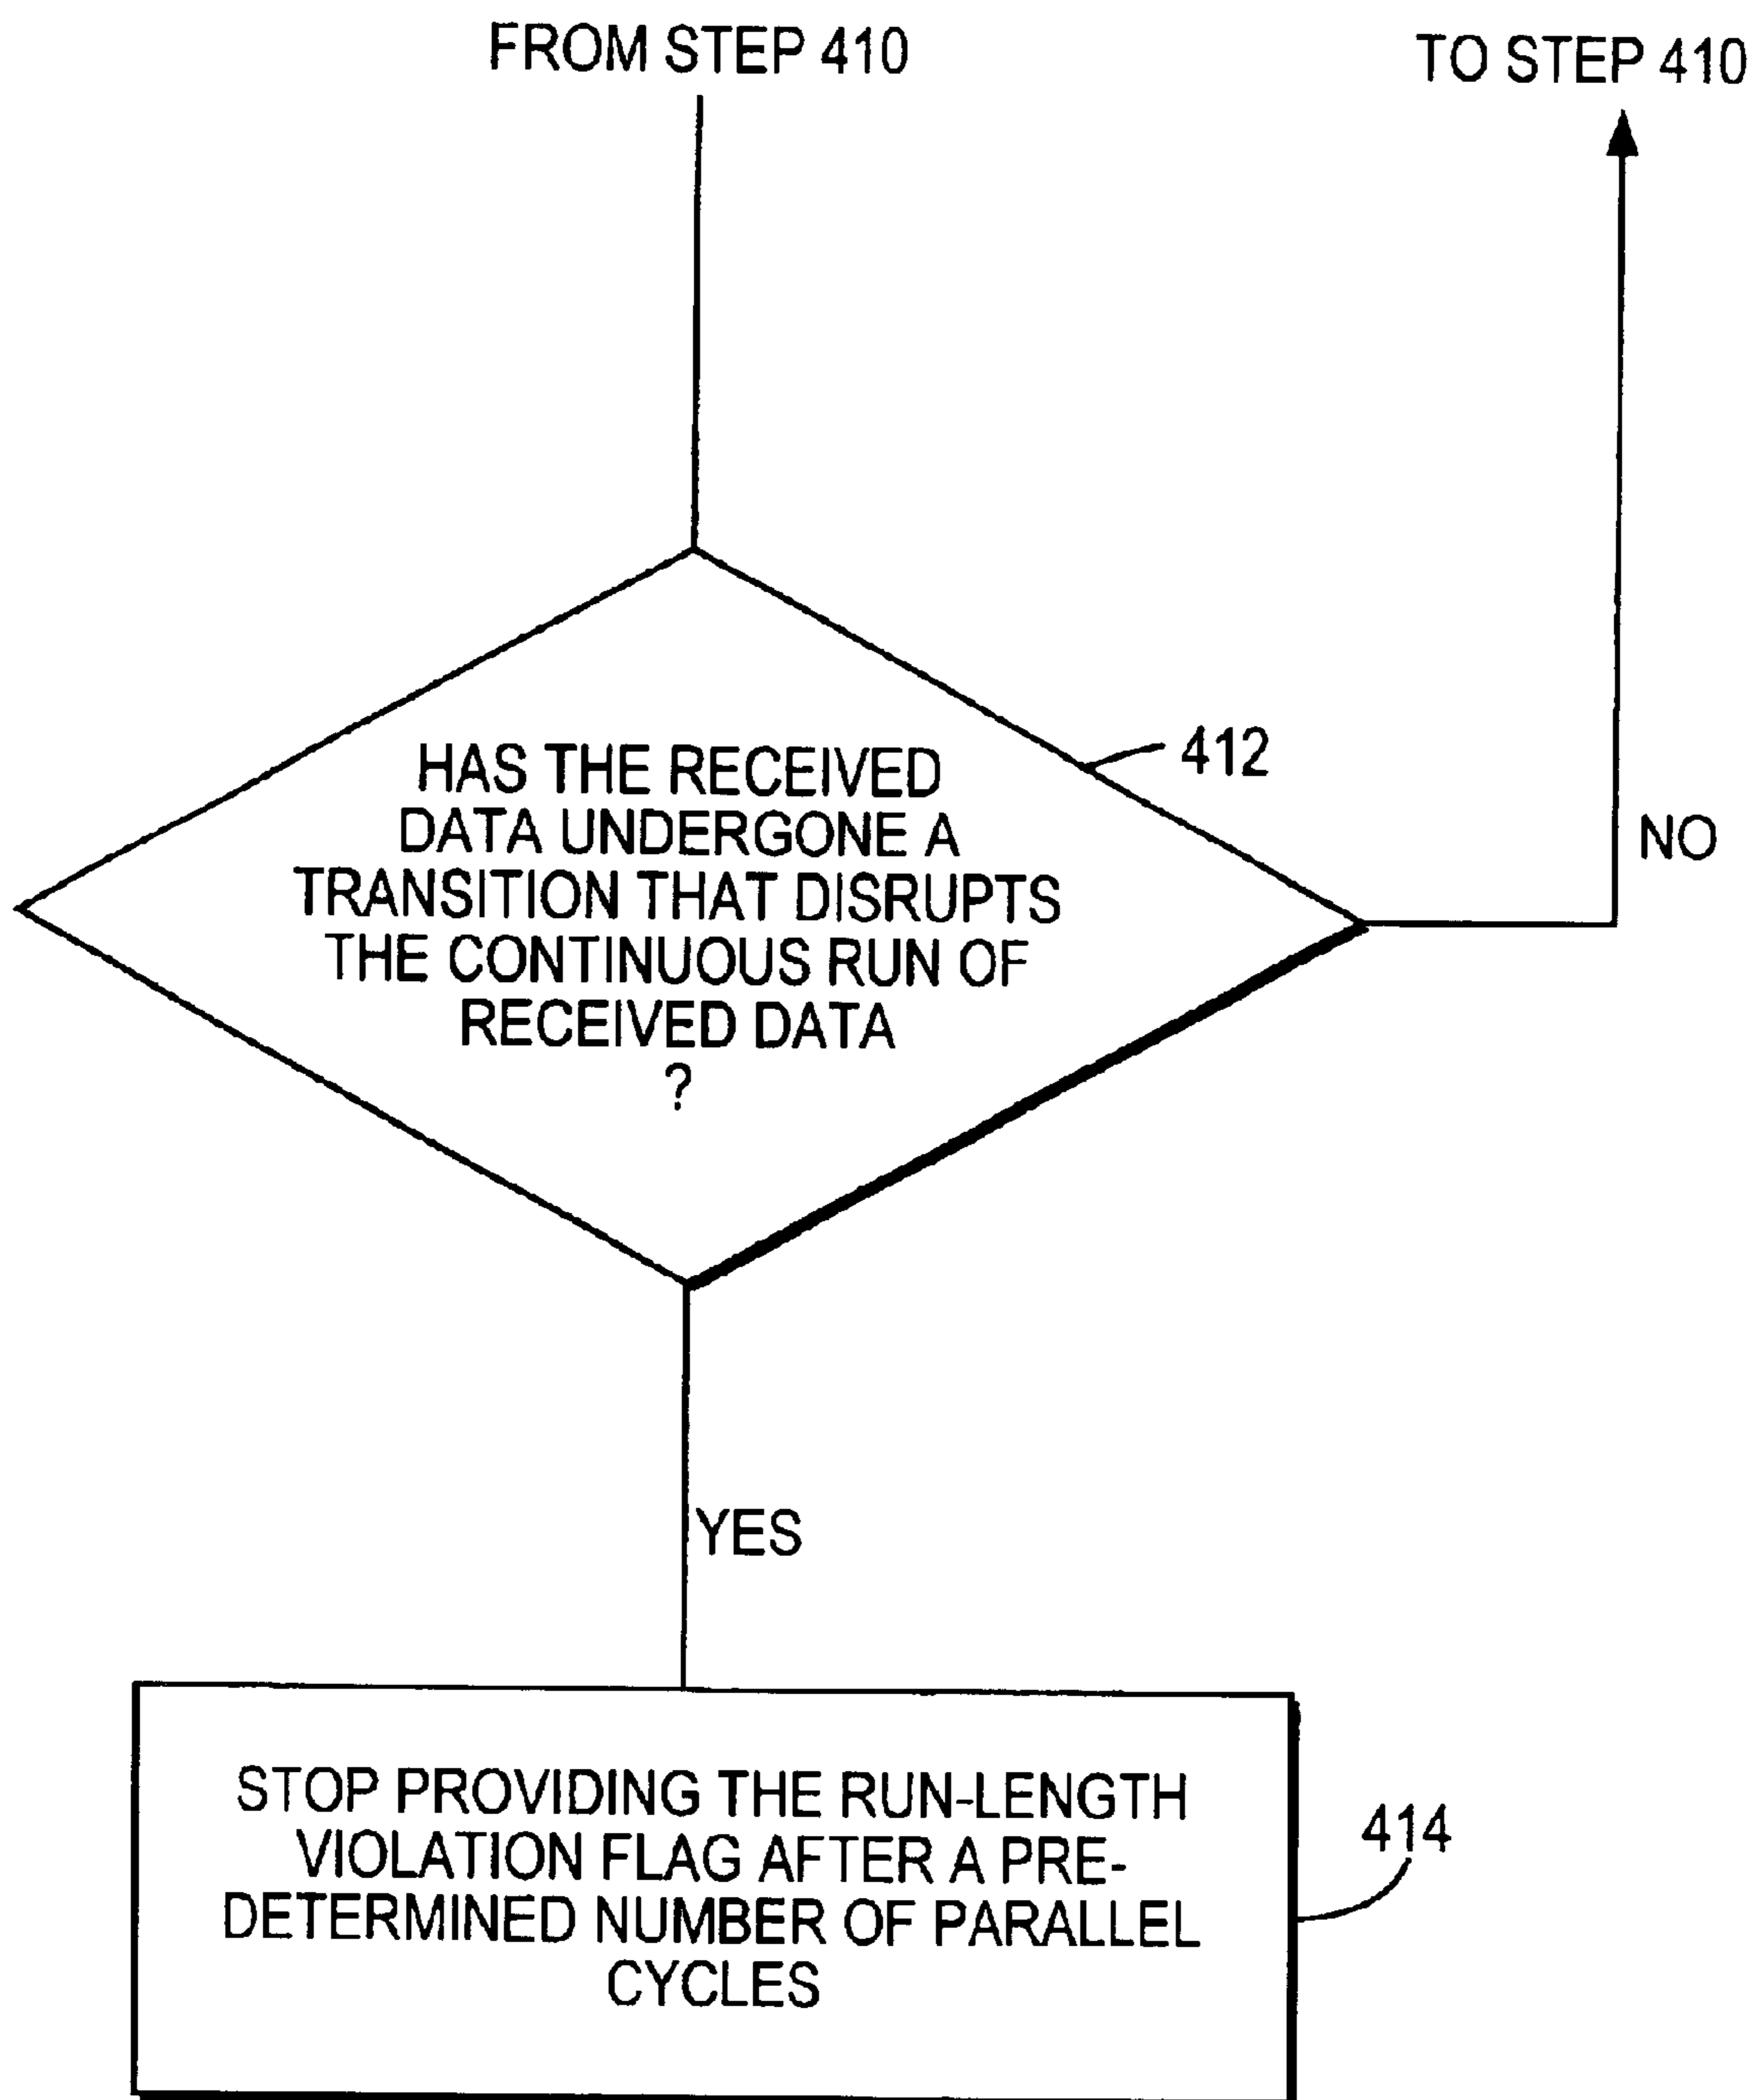 FROM STEP 410
TO STEP 410
HAS THE RECEIVED
DATA UNDERGONE A
TRANSITION THAT DISRUPTS
THE CONTINUOUS RUN OF
RECEIVED DATA
?
412
NO
YES
STOP PROVIDING THE RUN-LENGTH
VIOLATION FLAG AFTER A PRE-
DETERMINED NUMBER OF PARALLEL
CYCLES
414